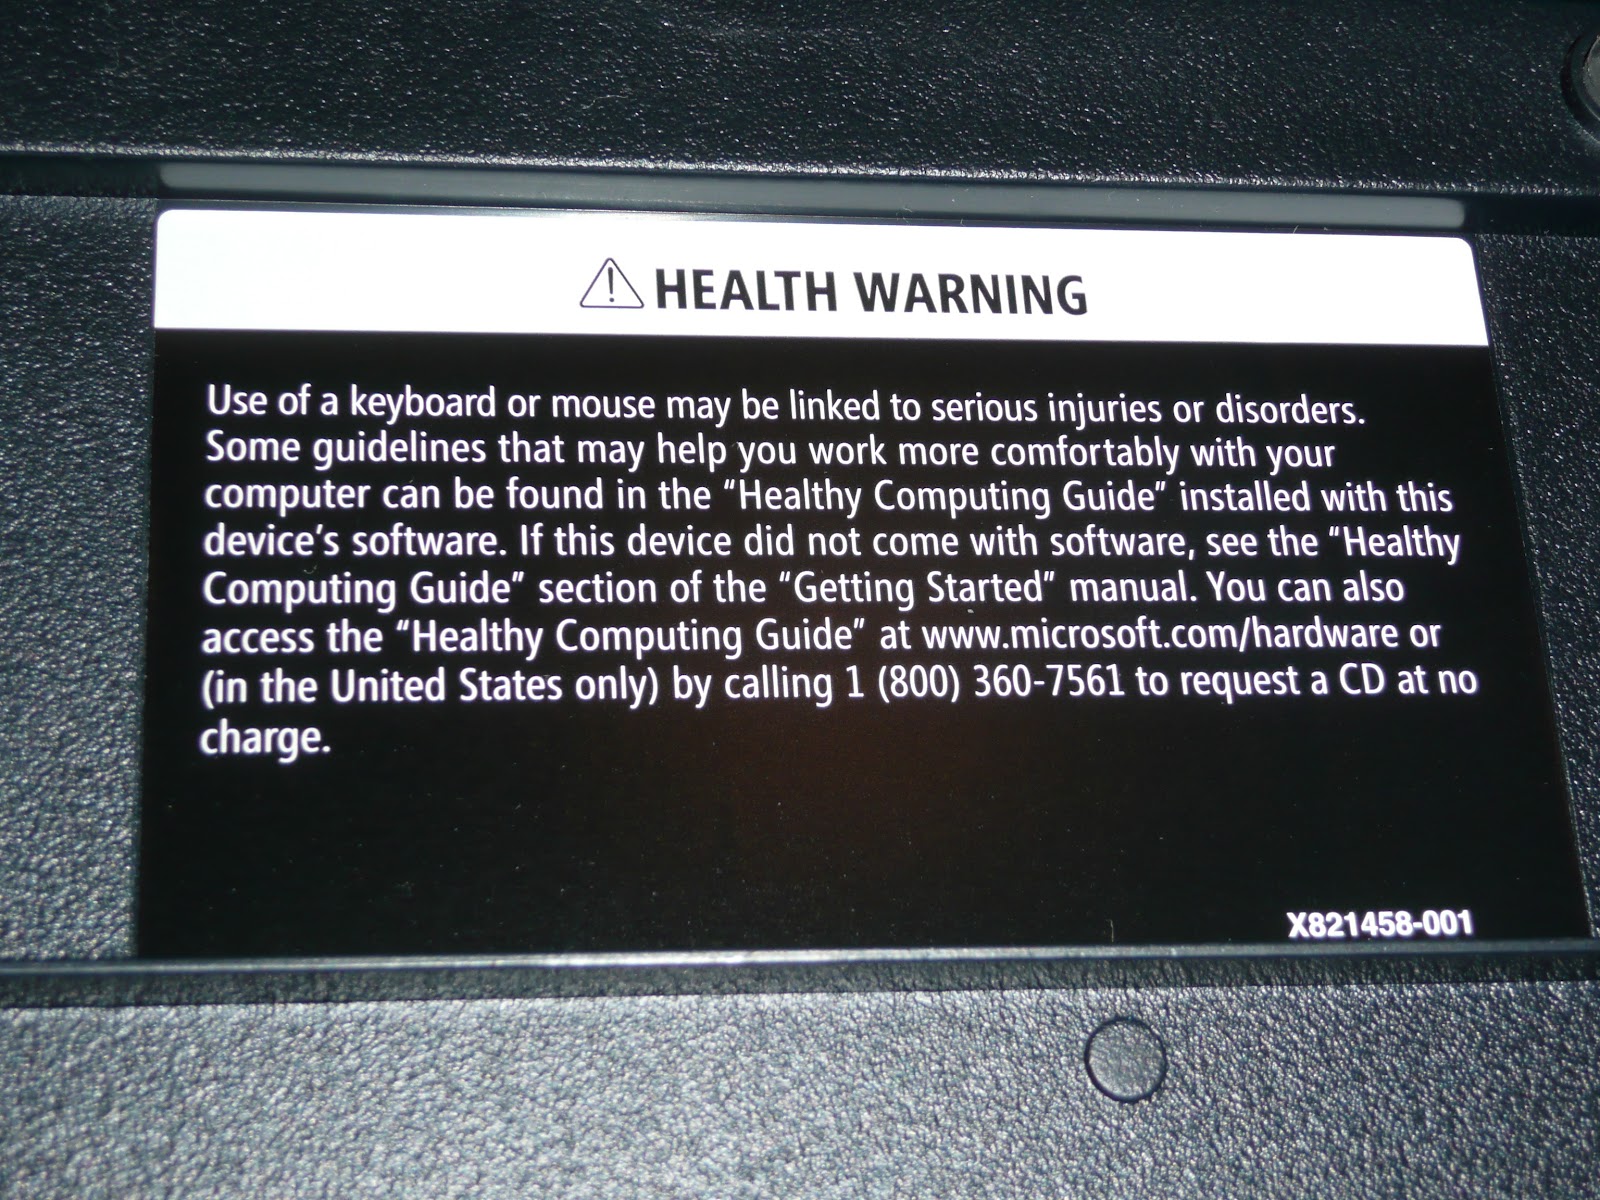 HEALTH WARNING
Use of a keyboard or mouse may be linked to serious injuries or disorders.
Some guidelines that may help you work more comfortably with your
computer can be found in the “Healthy Computing Guide” installed with this
device’s software. If this device did not come with software, see the “Healthy
Computing Guide” section of the “Getting Started” manual. You can also
access the “Healthy Computing Guide” at www.microsoft.com/hardware or
(in the United States only) by calling 1 (800) 360-7561 to request a CD at no
charge.
X821458-001